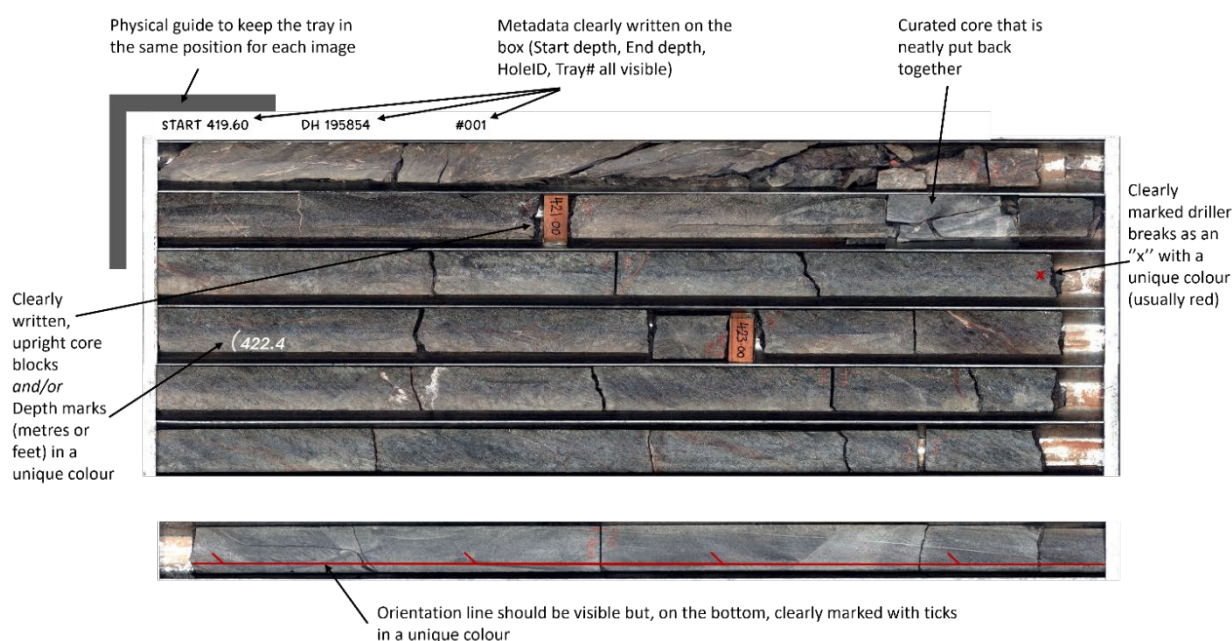 Physical guide to keep the tray in
the same position for each image
Metadata clearly written on the
box (Start depth, End depth,
HoleID, Tray# all visible)
Curated core that is
neatly put back
together
START 419.60
DH 195854
#001
421.00
Clearly
marked driller
breaks as an
"x" with a
unique colour
(usually red)
x
Clearly
written,
upright core
blocks
and/or
Depth marks
(metres or
feet) in a
unique colour
(422.4
423.00
Orientation line should be visible but, on the bottom, clearly marked with ticks
in a unique colour